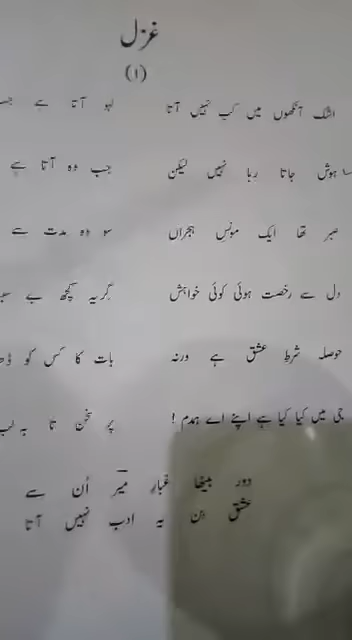 غزل
(۱)
اشک آنکھوں میں کب نہیں آتا لہو آتا ہے
ہوش جاتا رہا نہیں لیکن جب وہ آتا ہے
صبر تھا ایک مونسِ ہجراں سو وہ مدت سے
دل سے رخصت ہوئی کوئی خواہش گریہ کچھ بے
حوصلہ شرطِ عشق ہے ورنہ بات کا کس کو
جی میں کیا کیا ہے اپنے اے ہمدم! پر سخن تا بہ لب
دور بیٹھا غبارِ میرؔ اُن سے
عشق بِن یہ ادب نہیں آتا